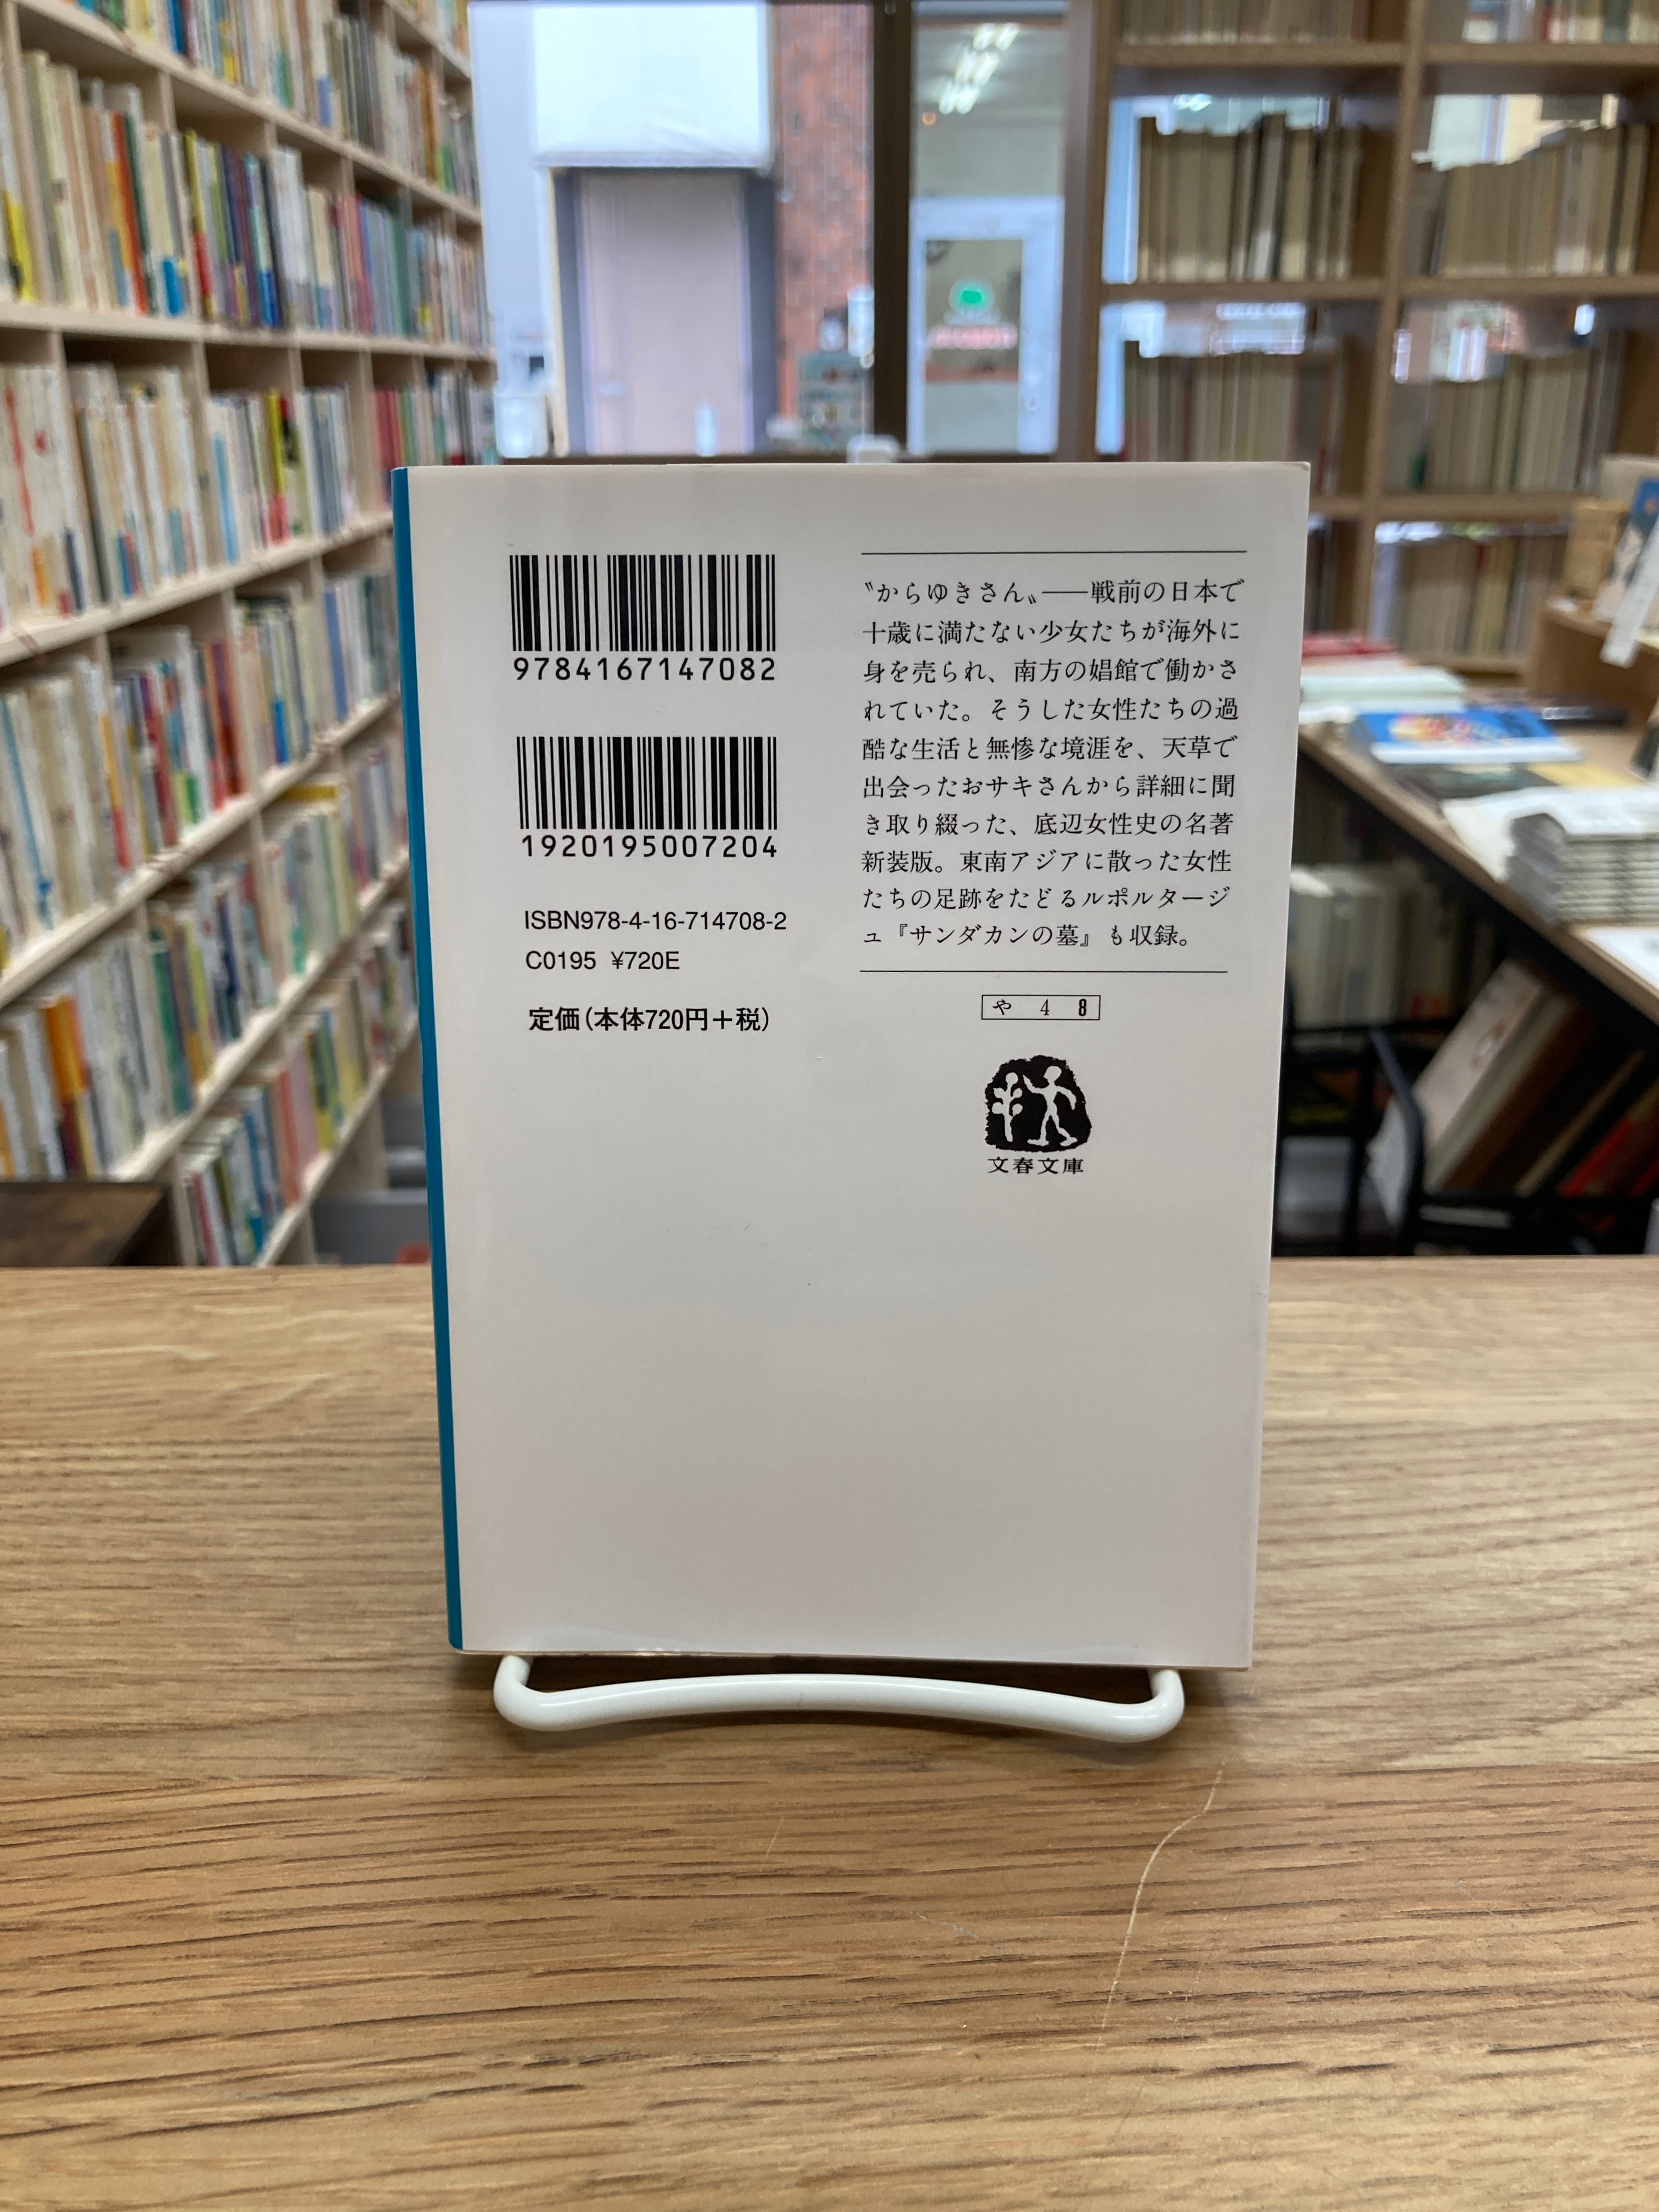 9784167147082
1920195007204
ISBN978-4-16-714708-2
C0195 ¥720E
定価(本体720円+税)
〝からゆきさん〟――戦前の日本で
十歳に満たない少女たちが海外に
身を売られ、南方の娼館で働かさ
れていた。そうした女性たちの過
酷な生活と無惨な境涯を、天草で
出会ったおサキさんから詳細に聞
き取り綴った、底辺女性史の名著
新装版。東南アジアに散った女性
たちの足跡をたどるルポルタージ
ュ『サンダカンの墓』も収録。
や 4 8
文春文庫